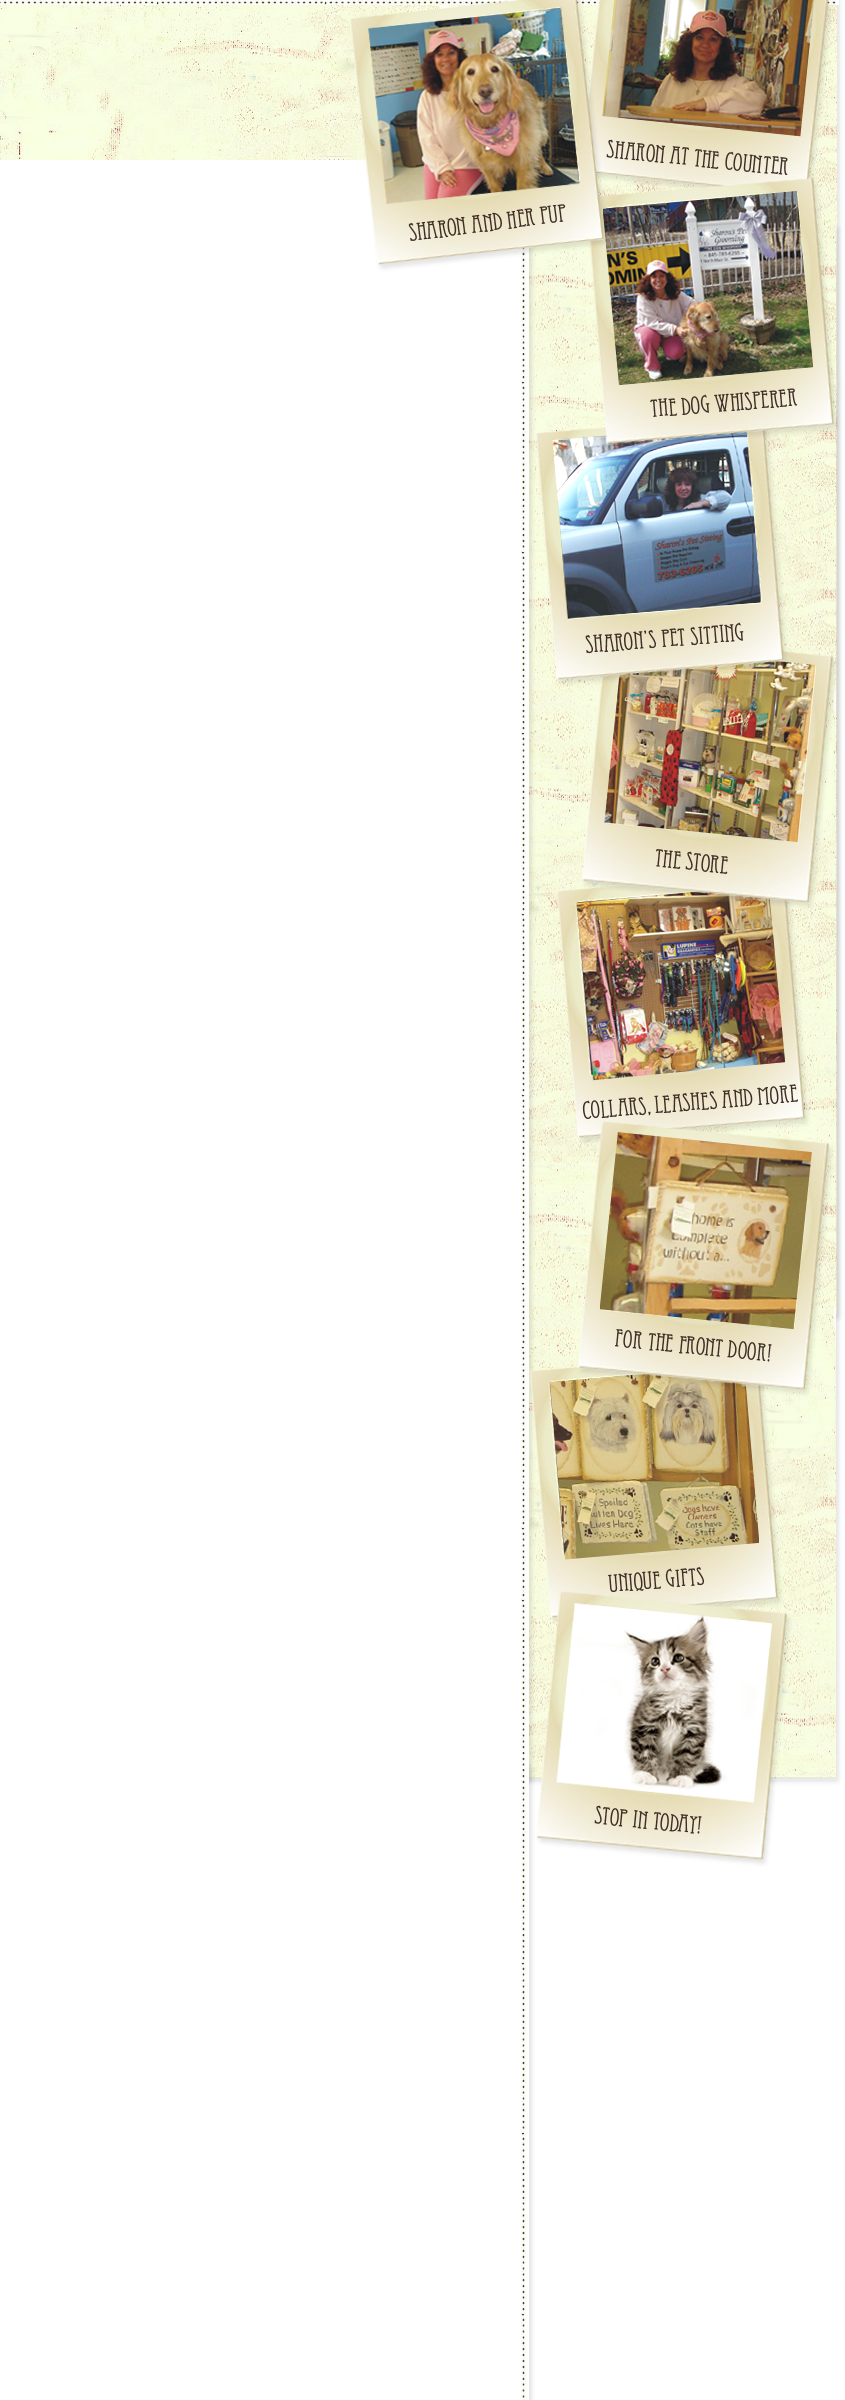 SHARON AND HER PUP
SHARON AT THE COUNTER
Sharon's Pet
Grooming
N'S
THE DOG WHISPERER
Sharon's Pet Sitting
783-6255
SHARON'S PET SITTING
THE STORE
LUPINE
COLLARS, LEASHES AND MORE
home is
complete
without a...
FOR THE FRONT DOOR!
Spoiled
Rotten Dog
Lives Here
Dogs have
Owners
Cats have
Staff
UNIQUE GIFTS
STOP IN TODAY!